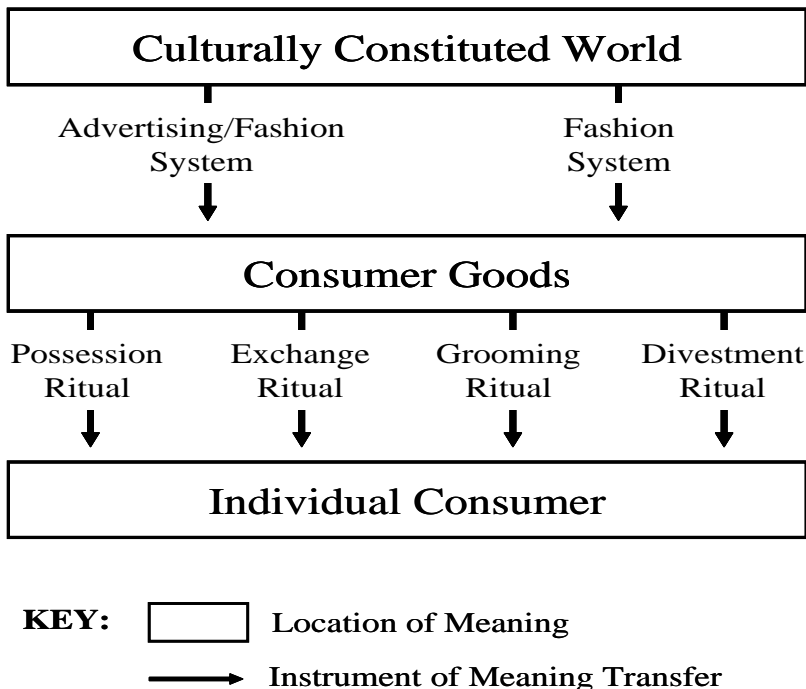 Culturally Constituted World
Advertising/Fashion
System
Fashion
System
Consumer Goods
Possession
Ritual
Exchange
Ritual
Grooming
Ritual
Divestment
Ritual
Individual Consumer
KEY:
Location of Meaning
Instrument of Meaning Transfer